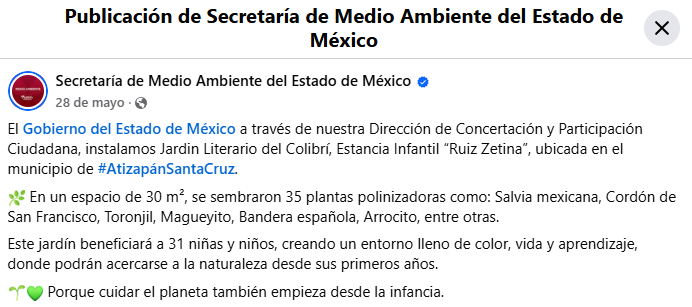 Publicación de Secretaría de Medio Ambiente del Estado de
México
Secretaría de Medio Ambiente del Estado de México
28 de mayo ·
El Gobierno del Estado de México a través de nuestra Dirección de Concertación y Participación
Ciudadana, instalamos Jardin Literario del Colibrí, Estancia Infantil “Ruiz Zetina”, ubicada en el
municipio de #AtizapánSantaCruz.
🌿 En un espacio de 30 m², se sembraron 35 plantas polinizadoras como: Salvia mexicana, Cordón de
San Francisco, Toronjil, Magueyito, Bandera española, Arrocito, entre otras.
Este jardín beneficiará a 31 niñas y niños, creando un entorno lleno de color, vida y aprendizaje,
donde podrán acercarse a la naturaleza desde sus primeros años.
🌱💚 Porque cuidar el planeta también empieza desde la infancia.